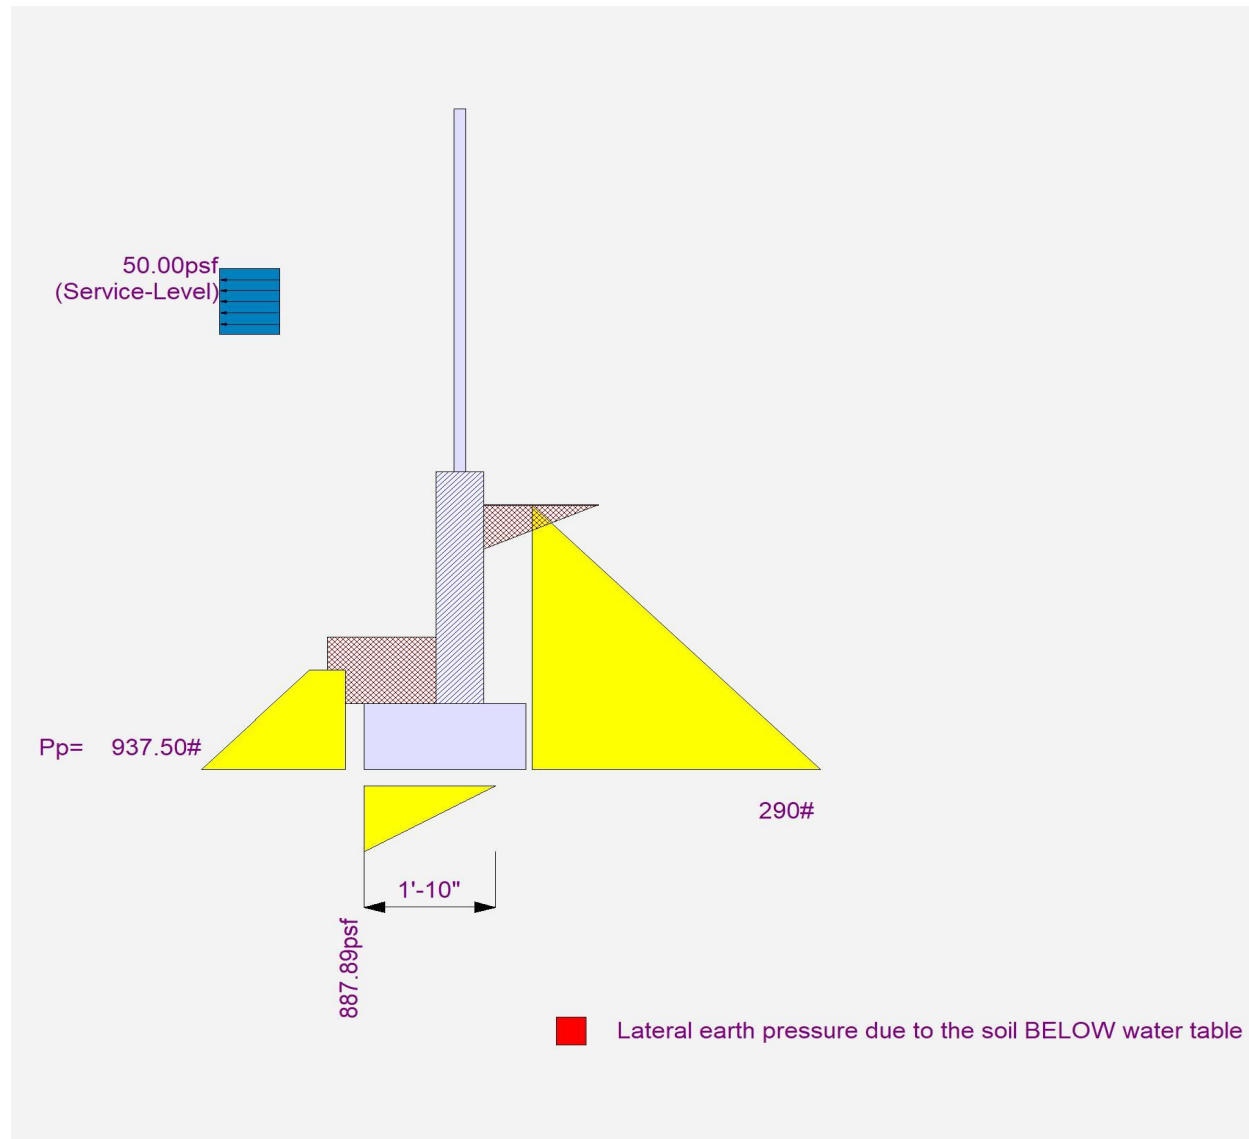 50.00psf
(Service-Level)
Pp= 937.50#
290#
1'-10"
887.89psf
Lateral earth pressure due to the soil BELOW water table